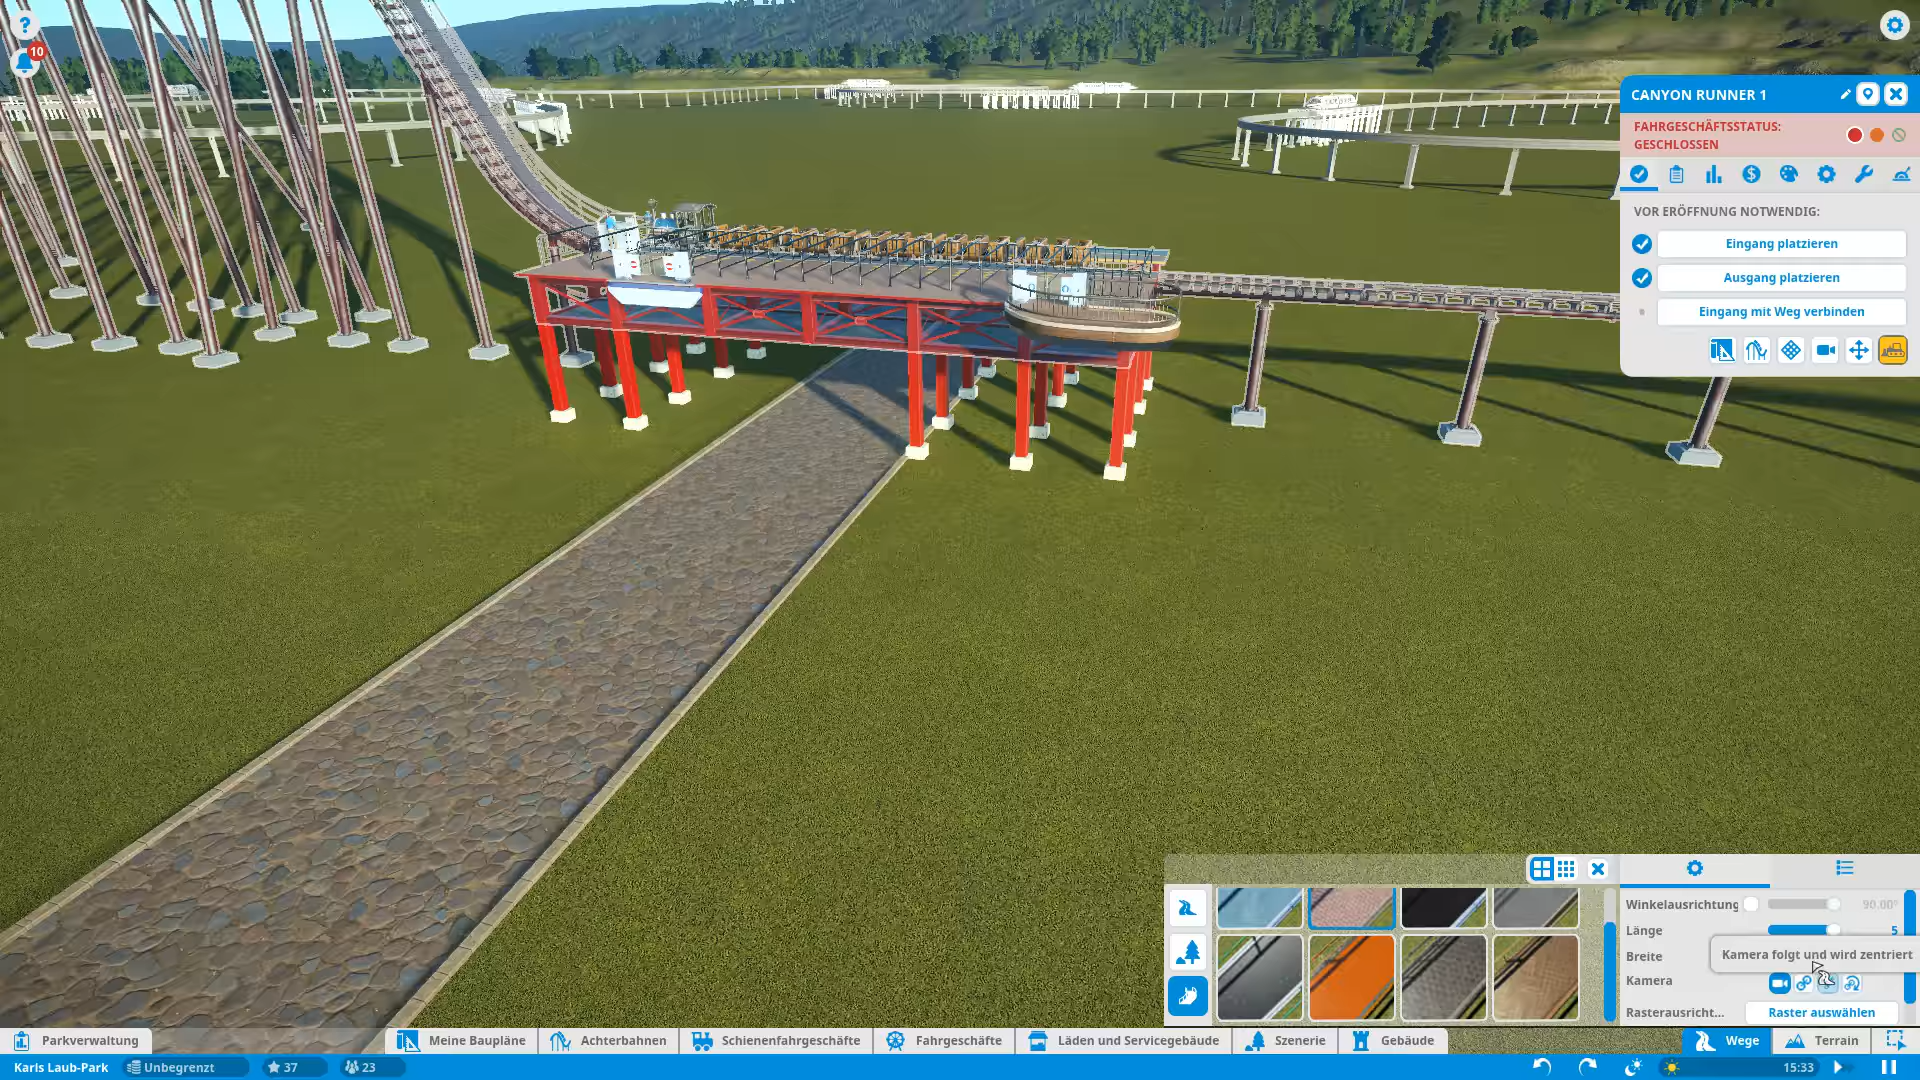 ?
10
CANYON RUNNER 1
FAHRGESCHÄFTSSTATUS:
GESCHLOSSEN
VOR ERÖFFNUNG NOTWENDIG:
Eingang platzieren
Ausgang platzieren
Eingang mit Weg verbinden
Winkelausrichtung
90.00°
Länge
5
Breite
Kamera folgt und wird zentriert
Kamera
Rasterausricht...
Raster auswählen
Parkverwaltung
Meine Baupläne
Achterbahnen
Schienenfahrgeschäfte
Fahrgeschäfte
Läden und Servicegebäude
Szenerie
Gebäude
Wege
Terrain
Karis Laub-Park
Unbegrenzt
37
23
15:33